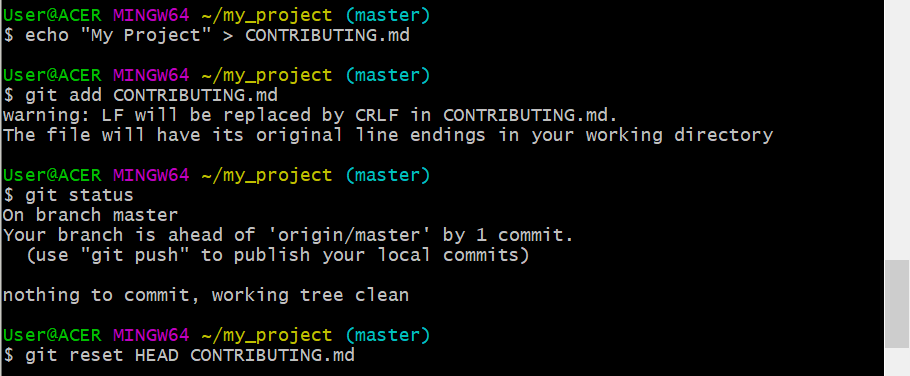 User@ACER MINGW64 ~/my_project (master)
$ echo "My Project" > CONTRIBUTING.md
User@ACER MINGW64 ~/my_project (master)
$ git add CONTRIBUTING.md
warning: LF will be replaced by CRLF in CONTRIBUTING.md.
The file will have its original line endings in your working directory
User@ACER MINGW64 ~/my_project (master)
$ git status
On branch master
Your branch is ahead of 'origin/master' by 1 commit.
  (use "git push" to publish your local commits)
nothing to commit, working tree clean
User@ACER MINGW64 ~/my_project (master)
$ git reset HEAD CONTRIBUTING.md